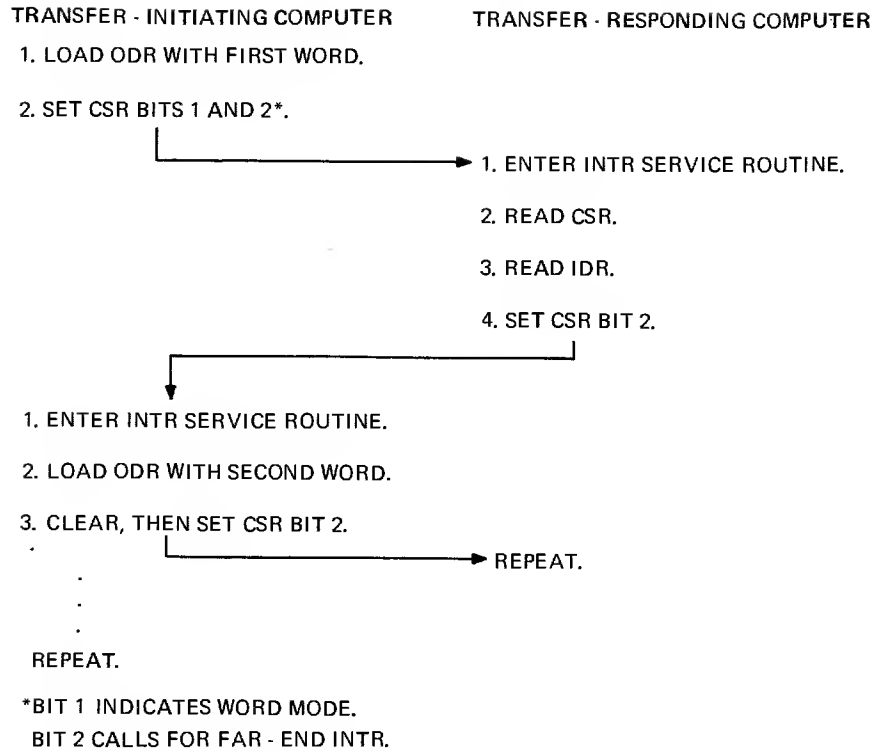 TRANSFER - INITIATING COMPUTER
TRANSFER - RESPONDING COMPUTER
1. LOAD ODR WITH FIRST WORD.
2. SET CSR BITS 1 AND 2*.
1. ENTER INTR SERVICE ROUTINE.
2. READ CSR.
3. READ IDR.
4. SET CSR BIT 2.
1. ENTER INTR SERVICE ROUTINE.
2. LOAD ODR WITH SECOND WORD.
3. CLEAR, THEN SET CSR BIT 2.
REPEAT.
.
.
.
.
REPEAT.
*BIT 1 INDICATES WORD MODE.
BIT 2 CALLS FOR FAR - END INTR.